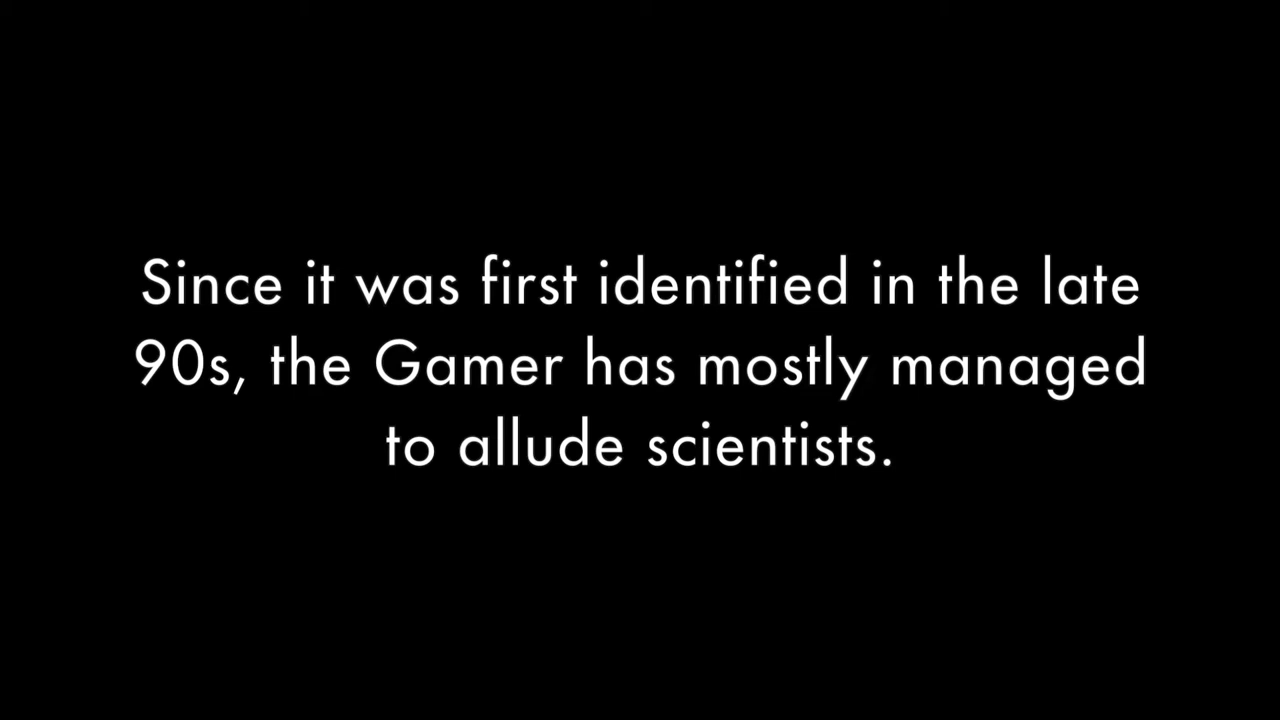 Since it was first identified in the late
90s, the Gamer has mostly managed
to allude scientists.